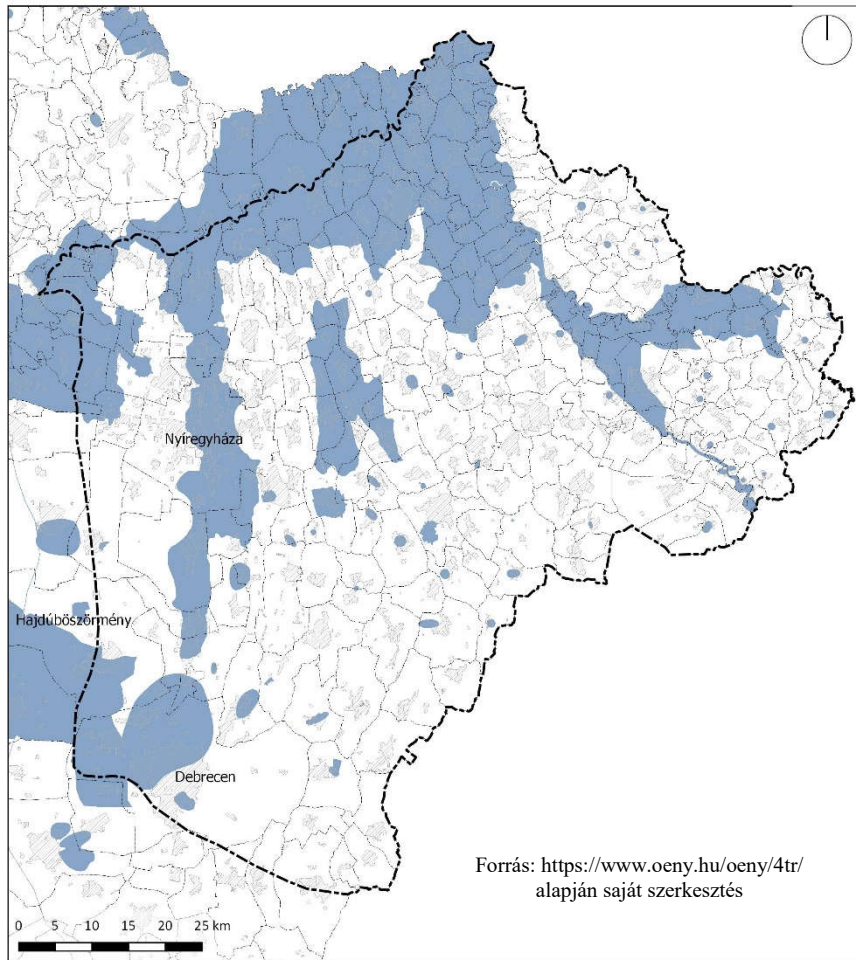 Nyíregyháza
Hajdúböszörmény
Debrecen
Forrás: https://www.oeny.hu/oeny/4tr/
alapján saját szerkesztés
0 5 10 15 20 25 km